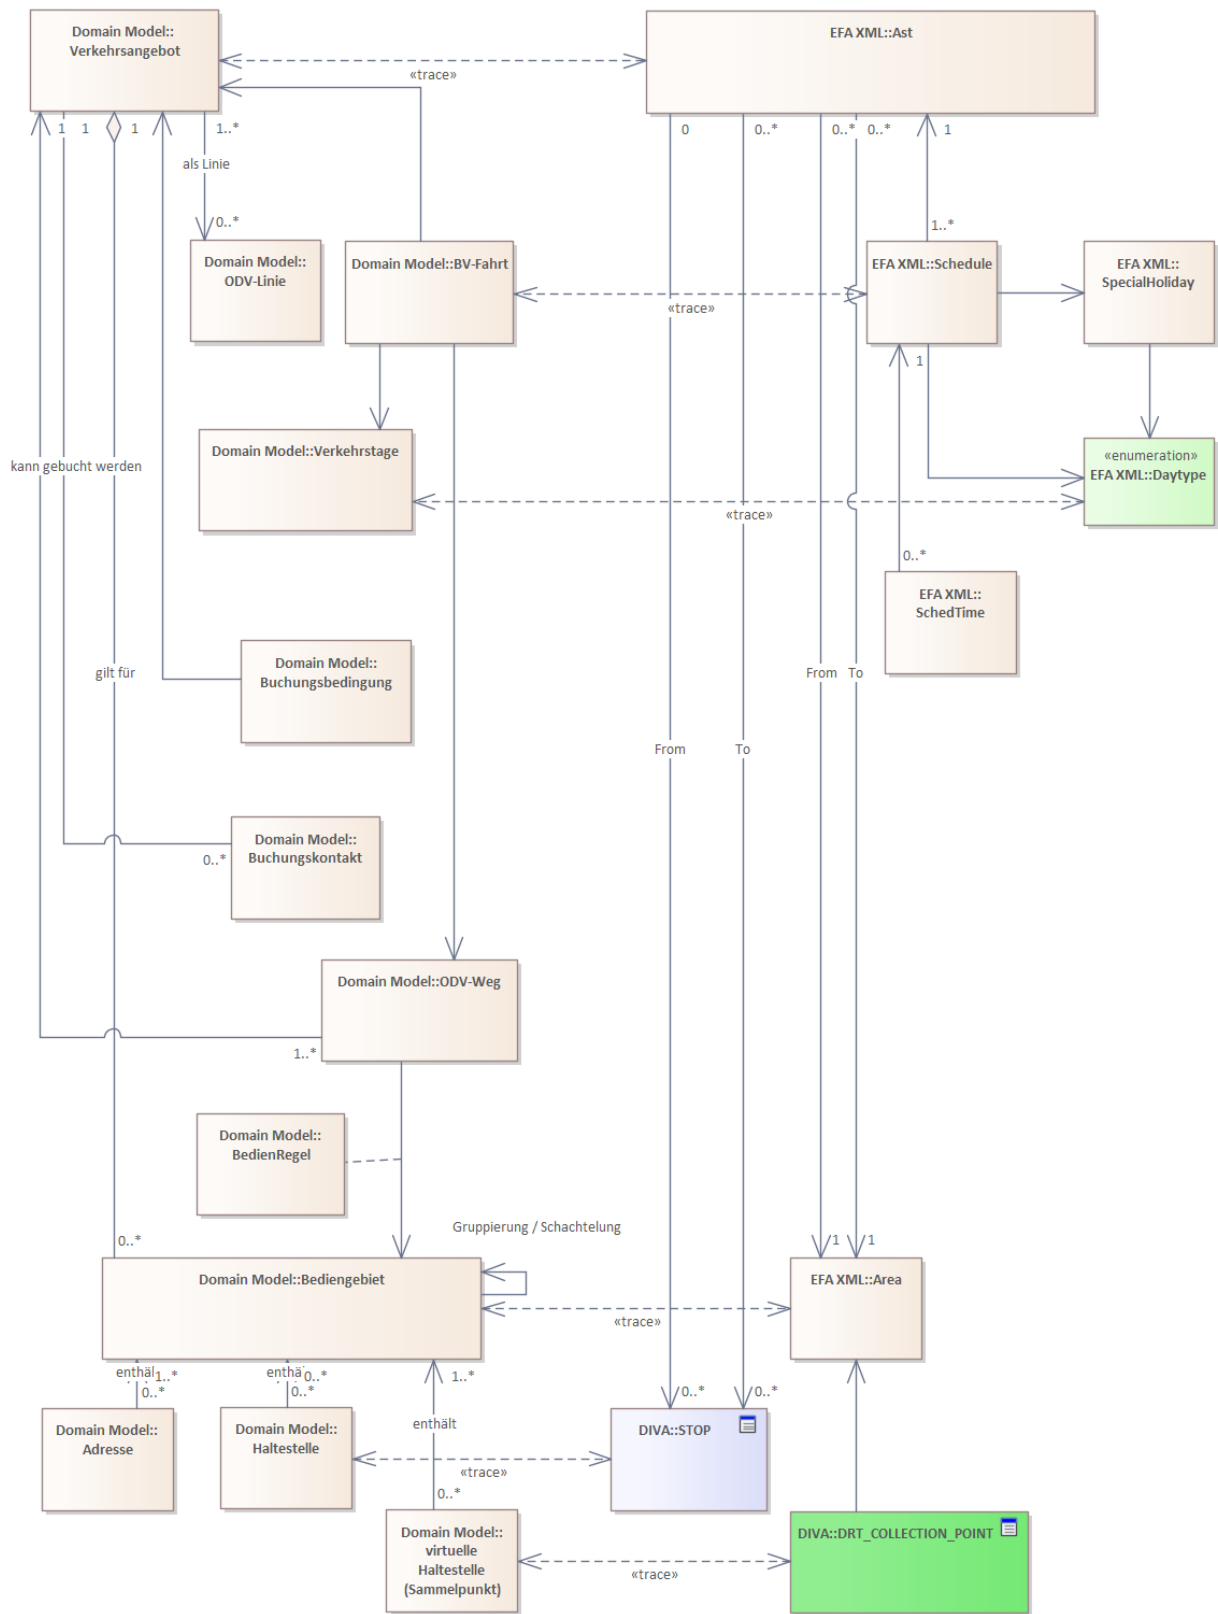 Domain Model::
Verkehrsangebot
EFA XML::Ast
«trace»
1
1
1
1..*
0
0..*
0..*
0..*
1
als Linie
0..*
1..*
Domain Model::
ODV-Linie
Domain Model::BV-Fahrt
EFA XML::Schedule
EFA XML::
SpecialHoliday
«trace»
1
Domain Model::Verkehrstage
«enumeration»
EFA XML::Daytype
kann gebucht werden
«trace»
0..*
EFA XML::
SchedTime
Domain Model::
Buchungsbedingung
gilt für
From
To
From
To
Domain Model::
Buchungskontakt
0..*
Domain Model::ODV-Weg
1..*
Domain Model::
BedienRegel
Gruppierung / Schachtelung
0..*
1
1
Domain Model::Bediengebiet
EFA XML::Area
«trace»
1..*
0..*
1..*
0..*
0..*
0..*
0..*
enthält
Domain Model::
Adresse
Domain Model::
Haltestelle
DIVA::STOP
«trace»
0..*
Domain Model::
virtuelle
Haltestelle
(Sammelpunkt)
DIVA::DRT_COLLECTION_POINT
«trace»